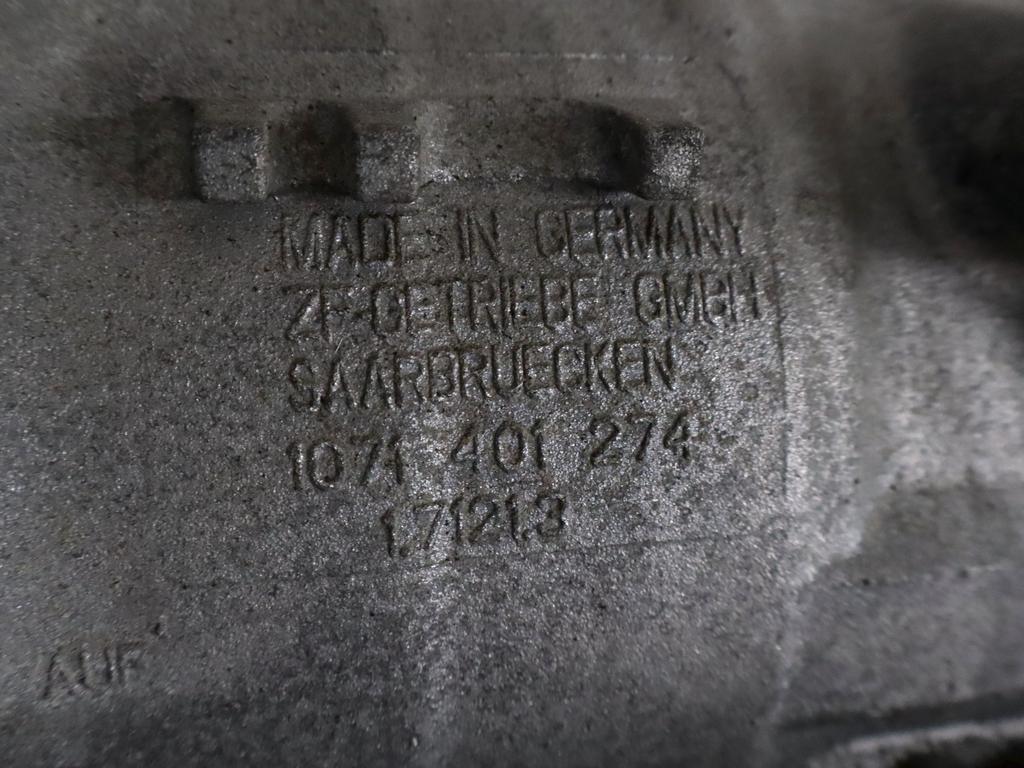 MADE IN GERMANY
ZF-GETRIEBE GMBH
SAARBRUECKEN
1071 401 274
1.7121.3
AUF